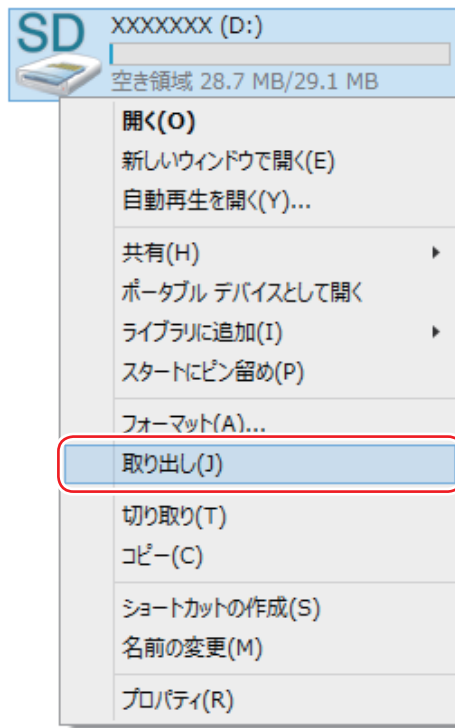 SD
XXXXXXX (D:)
空き領域 28.7 MB/29.1 MB
開く(O)
新しいウィンドウで開く(E)
自動再生を開く(Y)...
共有(H)
ポータブル デバイスとして開く
ライブラリに追加(I)
スタートにピン留め(P)
フォーマット(A)...
取り出し(J)
切り取り(T)
コピー(C)
ショートカットの作成(S)
名前の変更(M)
プロパティ(R)